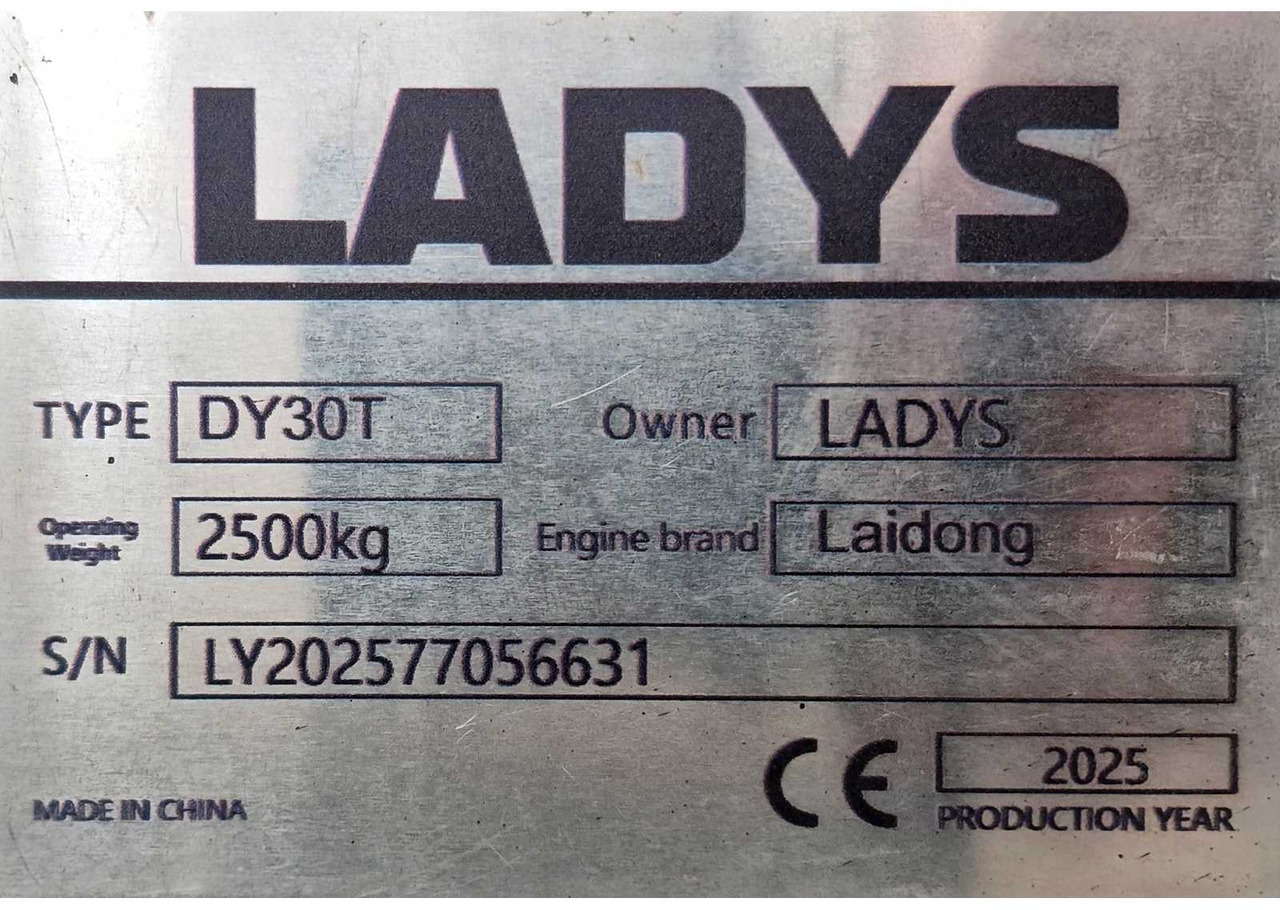 LADYS
TYPE DY30T Owner LADYS
Operating Weight 2500kg Engine brand Laidong
S/N LY202577056631
CE 2025
MADE IN CHINA PRODUCTION YEAR